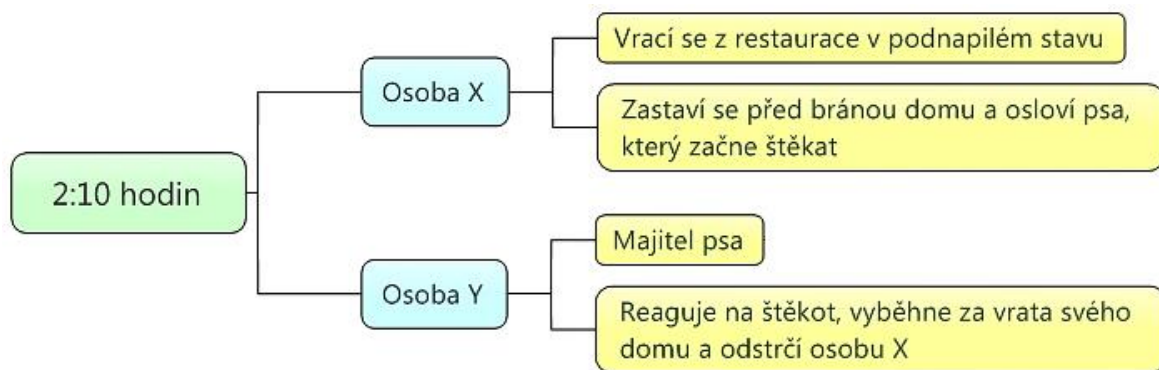 2:10 hodin
Osoba X
Vrací se z restaurace v podnapilém stavu
Zastaví se před bránou domu a osloví psa,
který začne štěkat
Osoba Y
Majitel psa
Reaguje na štěkot, vyběhne za vrata svého
domu a odstrčí osobu X